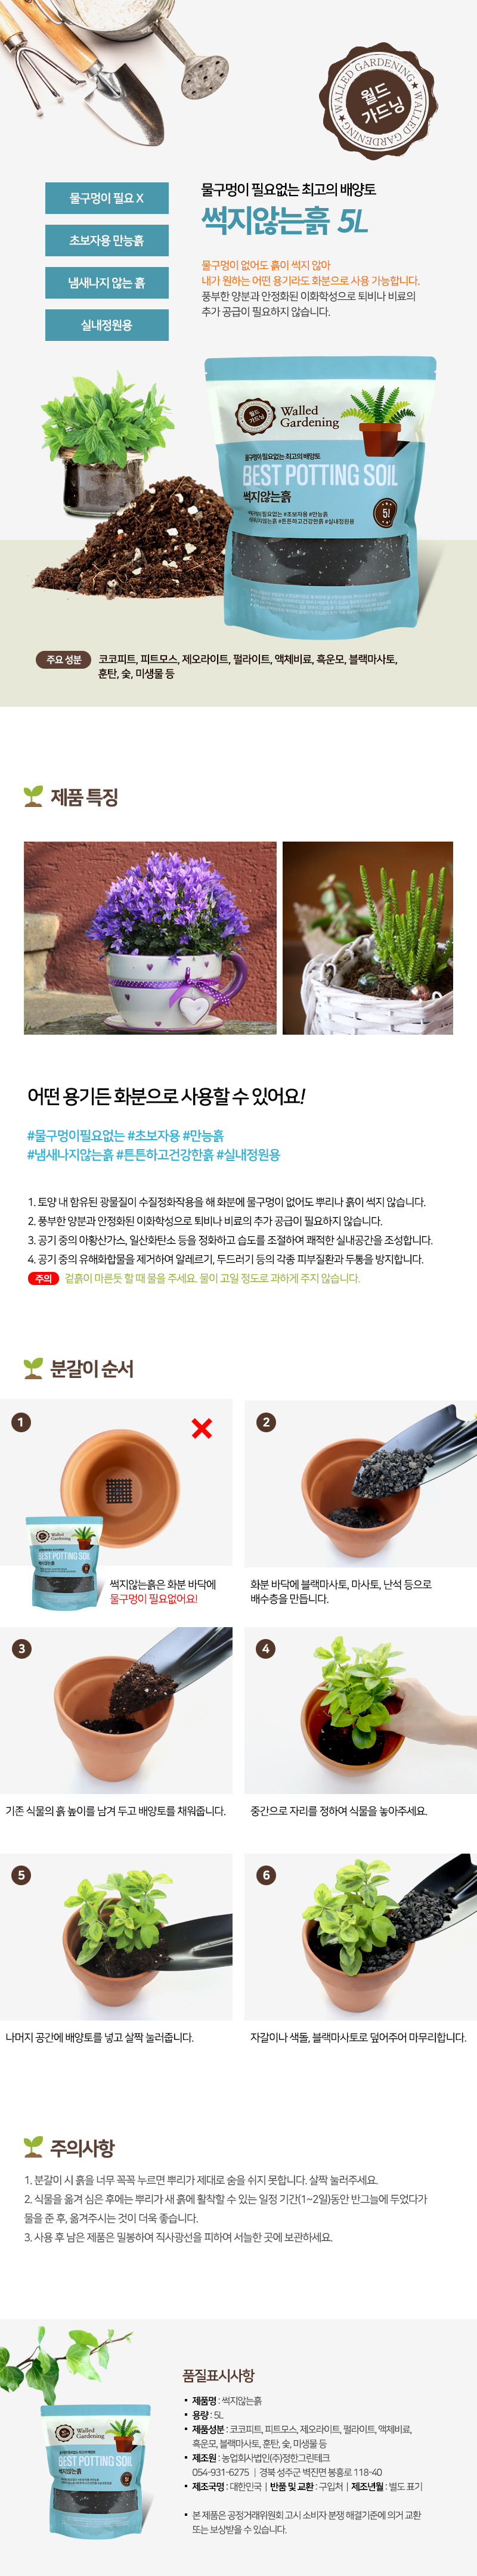 WALLED GARDENING
WALLED GARDENING
월드
가드닝
물구멍이 필요 X
초보자용 만능흙
냄새나지 않는 흙
실내정원용
물구멍이 필요없는 최고의 배양토
썩지않는흙 5L
물구멍이 없어도 흙이 썩지 않아
내가 원하는 어떤 용기라도 화분으로 사용 가능합니다.
풍부한 양분과 안정화된 이화학성으로 퇴비나 비료의
추가 공급이 필요하지 않습니다.
월드
가드닝
Walled
Gardening
물구멍이 필요없는 최고의 배양토
BEST POTTING SOIL
썩지않는흙
#물구멍이필요없는 #초보자용 #만능흙
#냄새나지않는흙 #튼튼하고건강한흙 #실내정원용
5L
주요 성분
코코피트, 피트모스, 제오라이트, 펄라이트, 액체비료, 흑운모, 블랙마사토,
훈탄, 숯, 미생물 등
제품 특징
어떤 용기든 화분으로 사용할 수 있어요!
#물구멍이필요없는 #초보자용 #만능흙
#냄새나지않는흙 #튼튼하고건강한흙 #실내정원용
1. 토양 내 함유된 광물질이 수질정화작용을 해 화분에 물구멍이 없어도 뿌리나 흙이 썩지 않습니다.
2. 풍부한 양분과 안정화된 이화학성으로 퇴비나 비료의 추가 공급이 필요하지 않습니다.
3. 공기 중의 아황산가스, 일산화탄소 등을 정화하고 습도를 조절하여 쾌적한 실내공간을 조성합니다.
4. 공기 중의 유해화합물을 제거하여 알레르기, 두드러기 등의 각종 피부질환과 두통을 방지합니다.
주의 겉흙이 마른듯 할 때 물을 주세요. 물이 고일 정도로 과하게 주지 않습니다.
분갈이 순서
1
Walled
Gardening
BEST POTTING SOIL
썩지않는흙
썩지않는흙은 화분 바닥에
물구멍이 필요없어요!
2
화분 바닥에 블랙마사토, 마사토, 난석 등으로
배수층을 만듭니다.
3
기존 식물의 흙 높이를 남겨 두고 배양토를 채워줍니다.
4
중간으로 자리를 정하여 식물을 놓아주세요.
5
나머지 공간에 배양토를 넣고 살짝 눌러줍니다.
6
자갈이나 색돌, 블랙마사토로 덮어주어 마무리합니다.
주의사항
1. 분갈이 시 흙을 너무 꼭꼭 누르면 뿌리가 제대로 숨을 쉬지 못합니다. 살짝 눌러주세요.
2. 식물을 옮겨 심은 후에는 뿌리가 새 흙에 활착할 수 있는 일정 기간(1~2일)동안 반그늘에 두었다가
물을 준 후, 옮겨주시는 것이 더욱 좋습니다.
3. 사용 후 남은 제품은 밀봉하여 직사광선을 피하여 서늘한 곳에 보관하세요.
Walled
Gardening
BEST POTTING SOIL
썩지않는흙
품질표시사항
제품명 : 썩지않는흙
용량 : 5L
제품성분 : 코코피트, 피트모스, 제오라이트, 펄라이트, 액체비료,
흑운모, 블랙마사토, 훈탄, 숯, 미생물 등
제조원 : 농업회사법인(주)정한그린테크
054-931-6275 | 경북 성주군 벽진면 봉홍로 118-40
제조국명 : 대한민국 | 반품 및 교환 : 구입처 | 제조년월 : 별도 표기
본 제품은 공정거래위원회 고시 소비자 분쟁 해결기준에 의거 교환
또는 보상받을 수 있습니다.